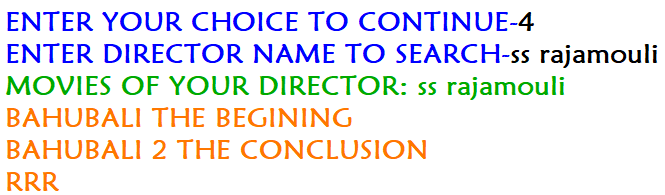 ENTER YOUR CHOICE TO CONTINUE-4
ENTER DIRECTOR NAME TO SEARCH-ss rajamouli
MOVIES OF YOUR DIRECTOR: ss rajamouli
BAHUBALI THE BEGINING
BAHUBALI 2 THE CONCLUSION
RRR